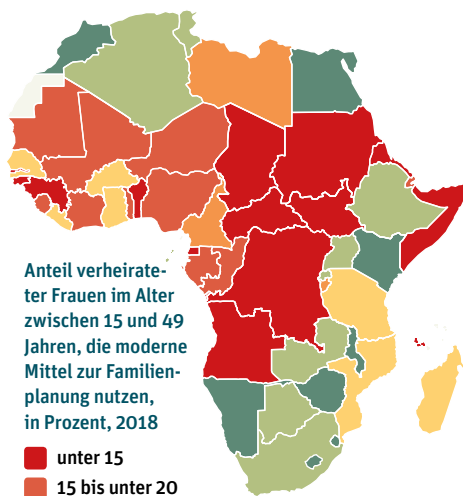 Anteil verheirate-
ter Frauen im Alter
zwischen 15 und 49
Jahren, die moderne
Mittel zur Familien-
planung nutzen,
in Prozent, 2018
unter 15
15 bis unter 20